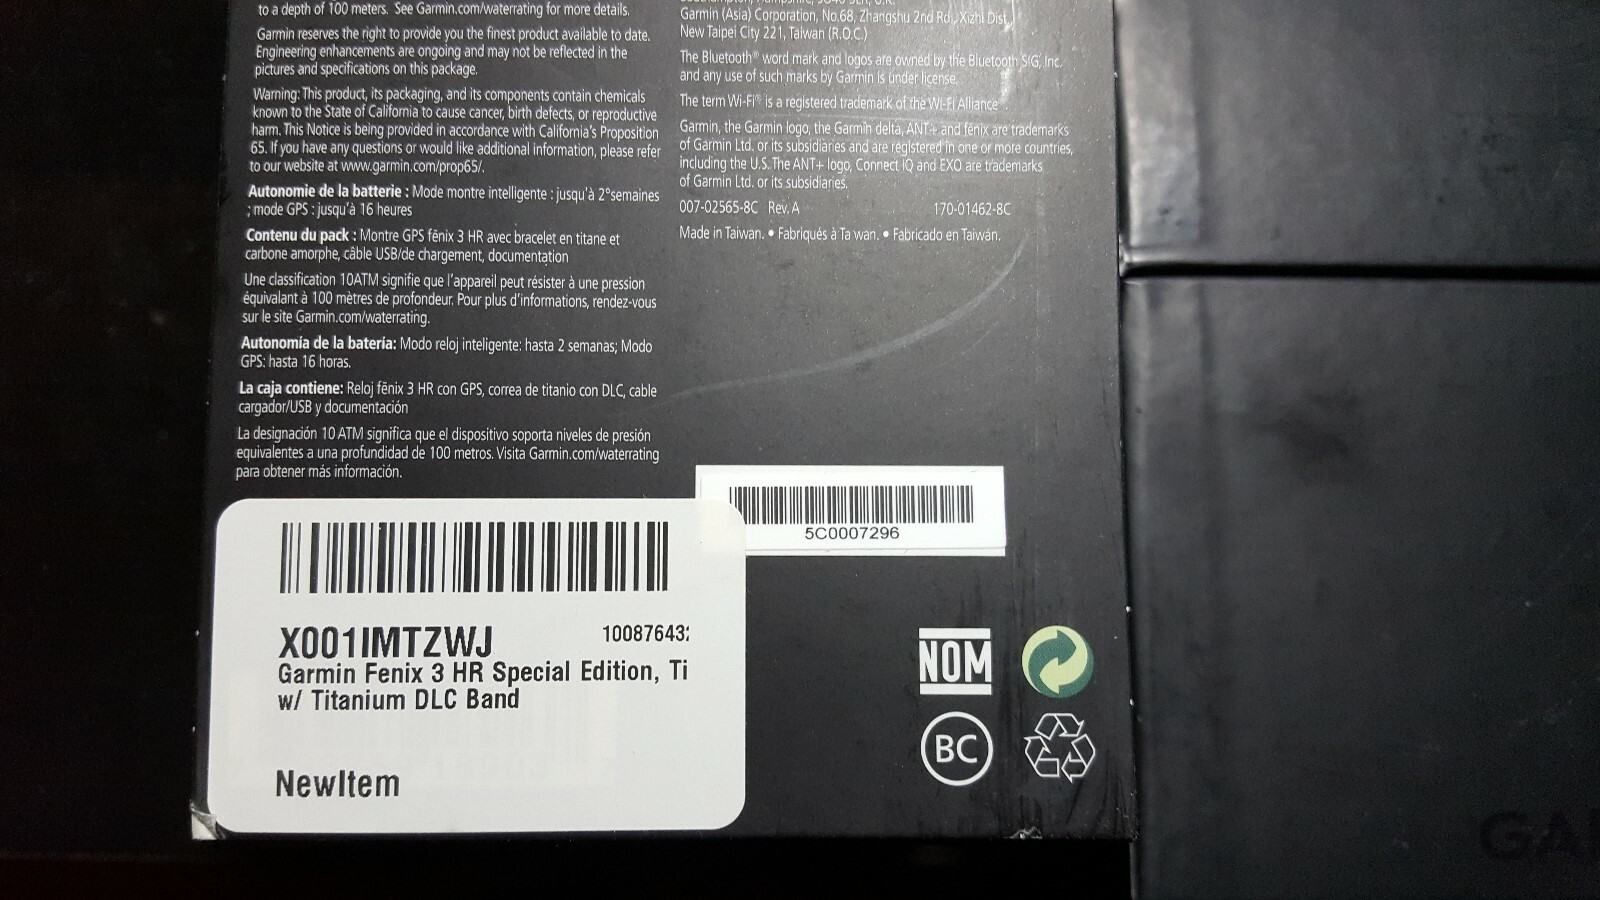 to a depth of 100 meters. See Garmin.com/waterrating for more details.
Garmin reserves the right to provide you the finest product available to date.
Engineering enhancements are ongoing and may not be reflected in the
pictures and specifications on this package.
Warning: This product, its packaging, and its components contain chemicals
known to the State of California to cause cancer, birth defects, or reproductive
harm. This Notice is being provided in accordance with California's Proposition
65. If you have any questions or would like additional information, please refer
to our website at www.garmin.com/prop65/.
Autonomie de la batterie : Mode montre intelligente : jusqu'à 2°semaines
; mode GPS : jusqu'à 16 heures
Contenu du pack : Montre GPS fēnix 3 HR avec bracelet en titane et
carbone amorphe, câble USB/de chargement, documentation
Une classification 10ATM signifie que l'appareil peut résister à une pression
équivalant à 100 mètres de profondeur. Pour plus d'informations, rendez-vous
sur le site Garmin.com/waterrating.
Autonomía de la batería: Modo reloj inteligente: hasta 2 semanas; Modo
GPS: hasta 16 horas.
La caja contiene: Reloj fēnix 3 HR con GPS, correa de titanio con DLC, cable
cargador/USB y documentación
La designación 10 ATM significa que el dispositivo soporta niveles de presión
equivalentes a una profundidad de 100 metros. Visita Garmin.com/waterrating
para obtener más información.
Garmin (Asia) Corporation, No.68, Zhangshu 2nd Rd., Xizhi Dist.
New Taipei City 221, Taiwan (R.O.C.)
The Bluetooth® word mark and logos are owned by the Bluetooth SIG, Inc.
and any use of such marks by Garmin is under license.
The term Wi-Fi® is a registered trademark of the Wi-Fi Alliance®.
Garmin, the Garmin logo, the Garmin delta, ANT+ and fēnix are trademarks
of Garmin Ltd. or its subsidiaries and are registered in one or more countries,
including the U.S. The ANT+ logo, Connect IQ and EXO are trademarks
of Garmin Ltd. or its subsidiaries.
007-02565-8C Rev. A 170-01462-8C
Made in Taiwan. • Fabriqués à Ta wan. • Fabricado en Taiwán.
5C0007296
X001IMTZWJ 10087643
Garmin Fenix 3 HR Special Edition, Ti
w/ Titanium DLC Band
NewItem
NOM
BC
GA